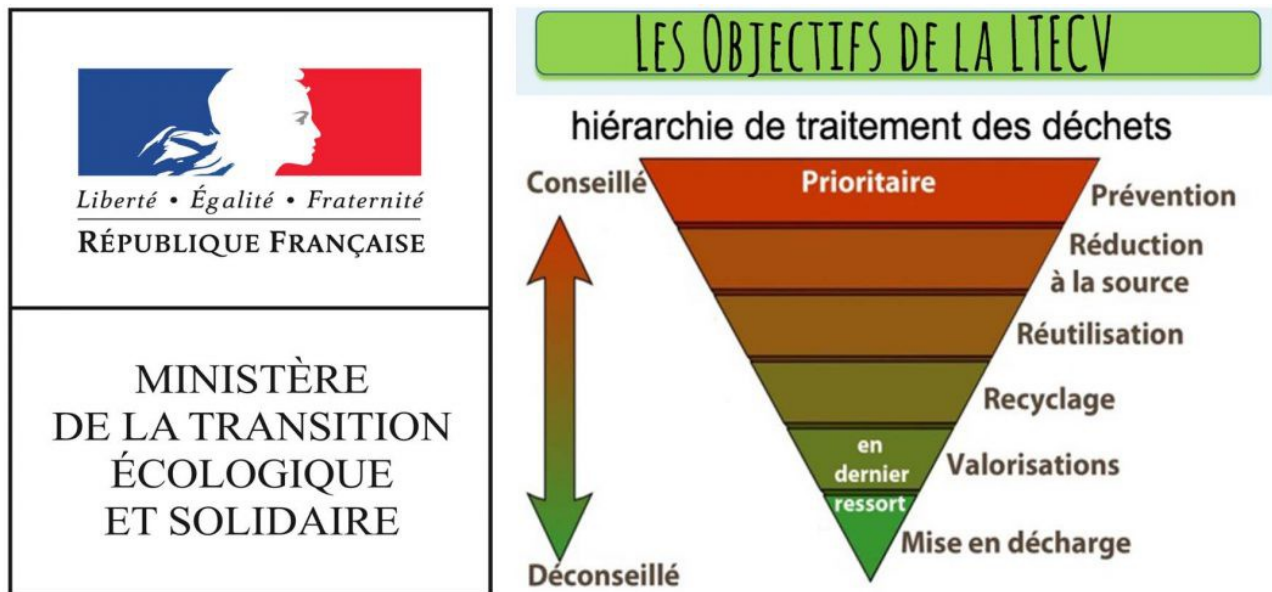 Liberté • Égalité • Fraternité
RÉPUBLIQUE FRANÇAISE
MINISTÈRE
DE LA TRANSITION
ÉCOLOGIQUE
ET SOLIDAIRE
LES OBJECTIFS DE LA LTECV
hiérarchie de traitement des déchets
Conseillé
Prioritaire
Prévention
Réduction
à la source
Réutilisation
Recyclage
en
dernier
ressort
Valorisations
Mise en décharge
Déconseillé